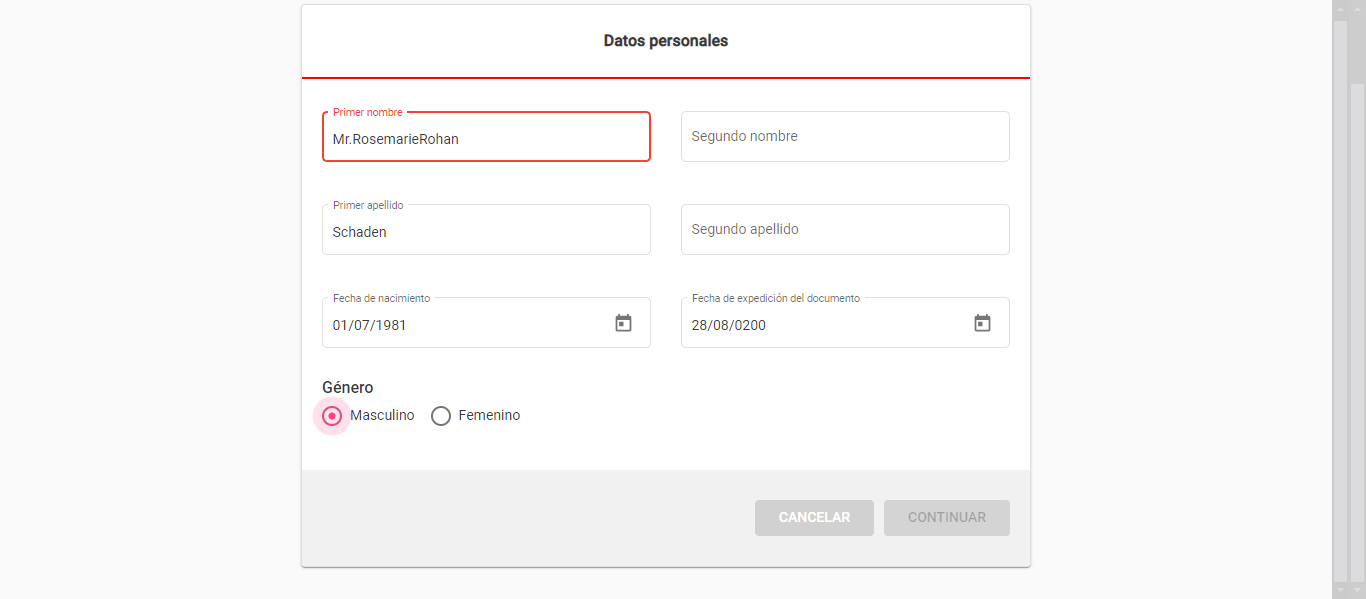 Datos personales
Primer nombre
Mr.RosemarieRohan
Segundo nombre
Primer apellido
Schaden
Segundo apellido
Fecha de nacimiento
01/07/1981
Fecha de expedición del documento
28/08/0200
Género
Masculino
Femenino
CANCELAR
CONTINUAR